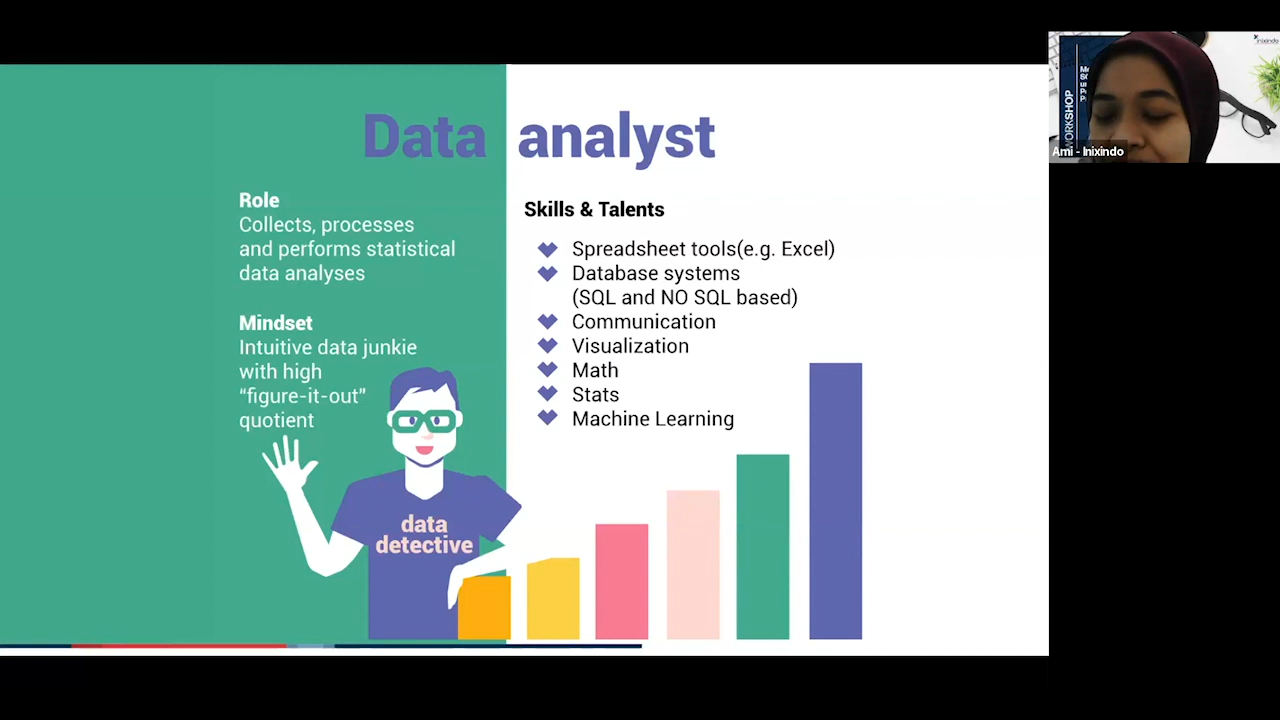 Data analyst
Role
Collects, processes
and performs statistical
data analyses
Mindset
Intuitive data junkie
with high
“figure-it-out”
quotient
data
detective
Skills & Talents
Spreadsheet tools(e.g. Excel)
Database systems
(SQL and NO SQL based)
Communication
Visualization
Math
Stats
Machine Learning
WORKSHOP
inixindo
Ami - Inixindo